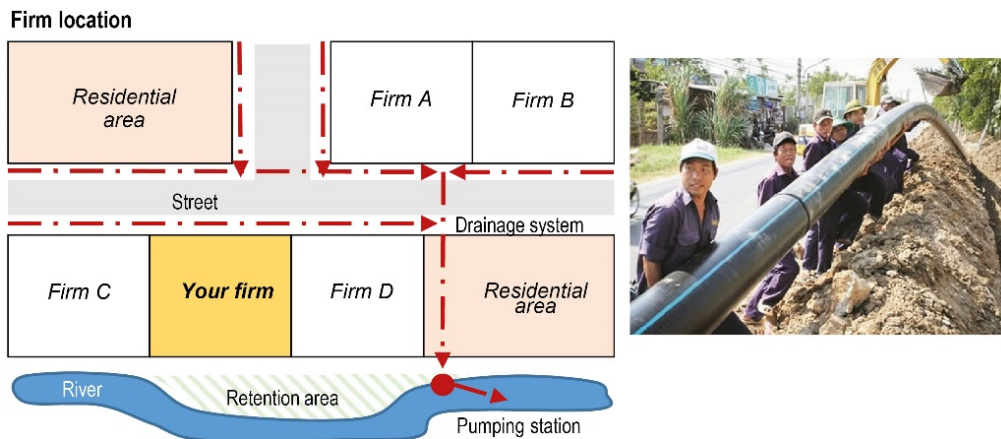 Firm location
Residential
area
Firm A
Firm B
Street
Drainage system
Firm C
Your firm
Firm D
Residential
area
River
Retention area
Pumping station